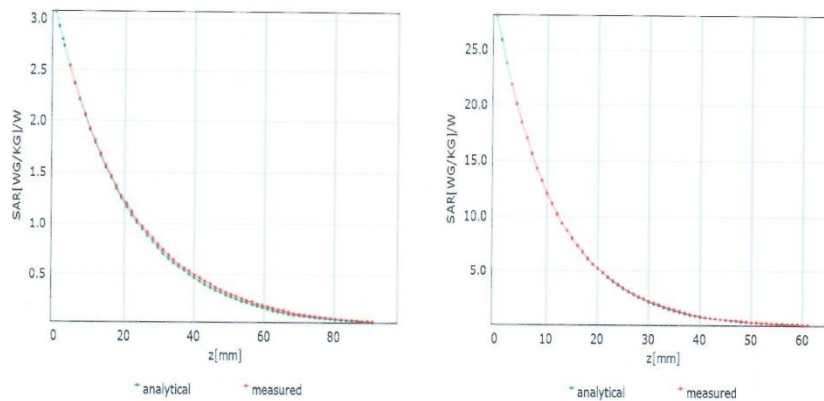 3.0
2.5
2.0
1.5
1.0
0.5
SAR[WG/KG]/W
0 20 40 60 80
z[mm]
analytical measured
25.0
20.0
15.0
10.0
5.0
SAR[WG/KG]/W
0 10 20 30 40 50 60
z[mm]
analytical measured